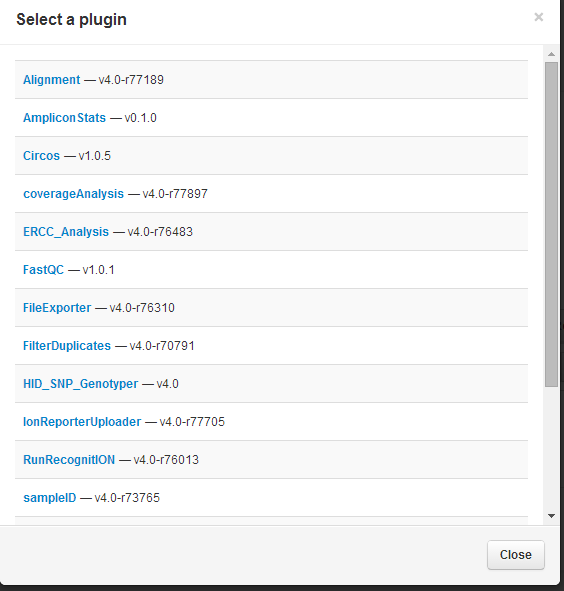 Select a plugin
×
Alignment — v4.0-r77189
AmpliconStats — v0.1.0
Circos — v1.0.5
coverageAnalysis — v4.0-r77897
ERCC_Analysis — v4.0-r76483
FastQC — v1.0.1
FileExporter — v4.0-r76310
FilterDuplicates — v4.0-r70791
HID_SNP_Genotyper — v4.0
IonReporterUploader — v4.0-r77705
RunRecognitION — v4.0-r76013
sampleID — v4.0-r73765
Close